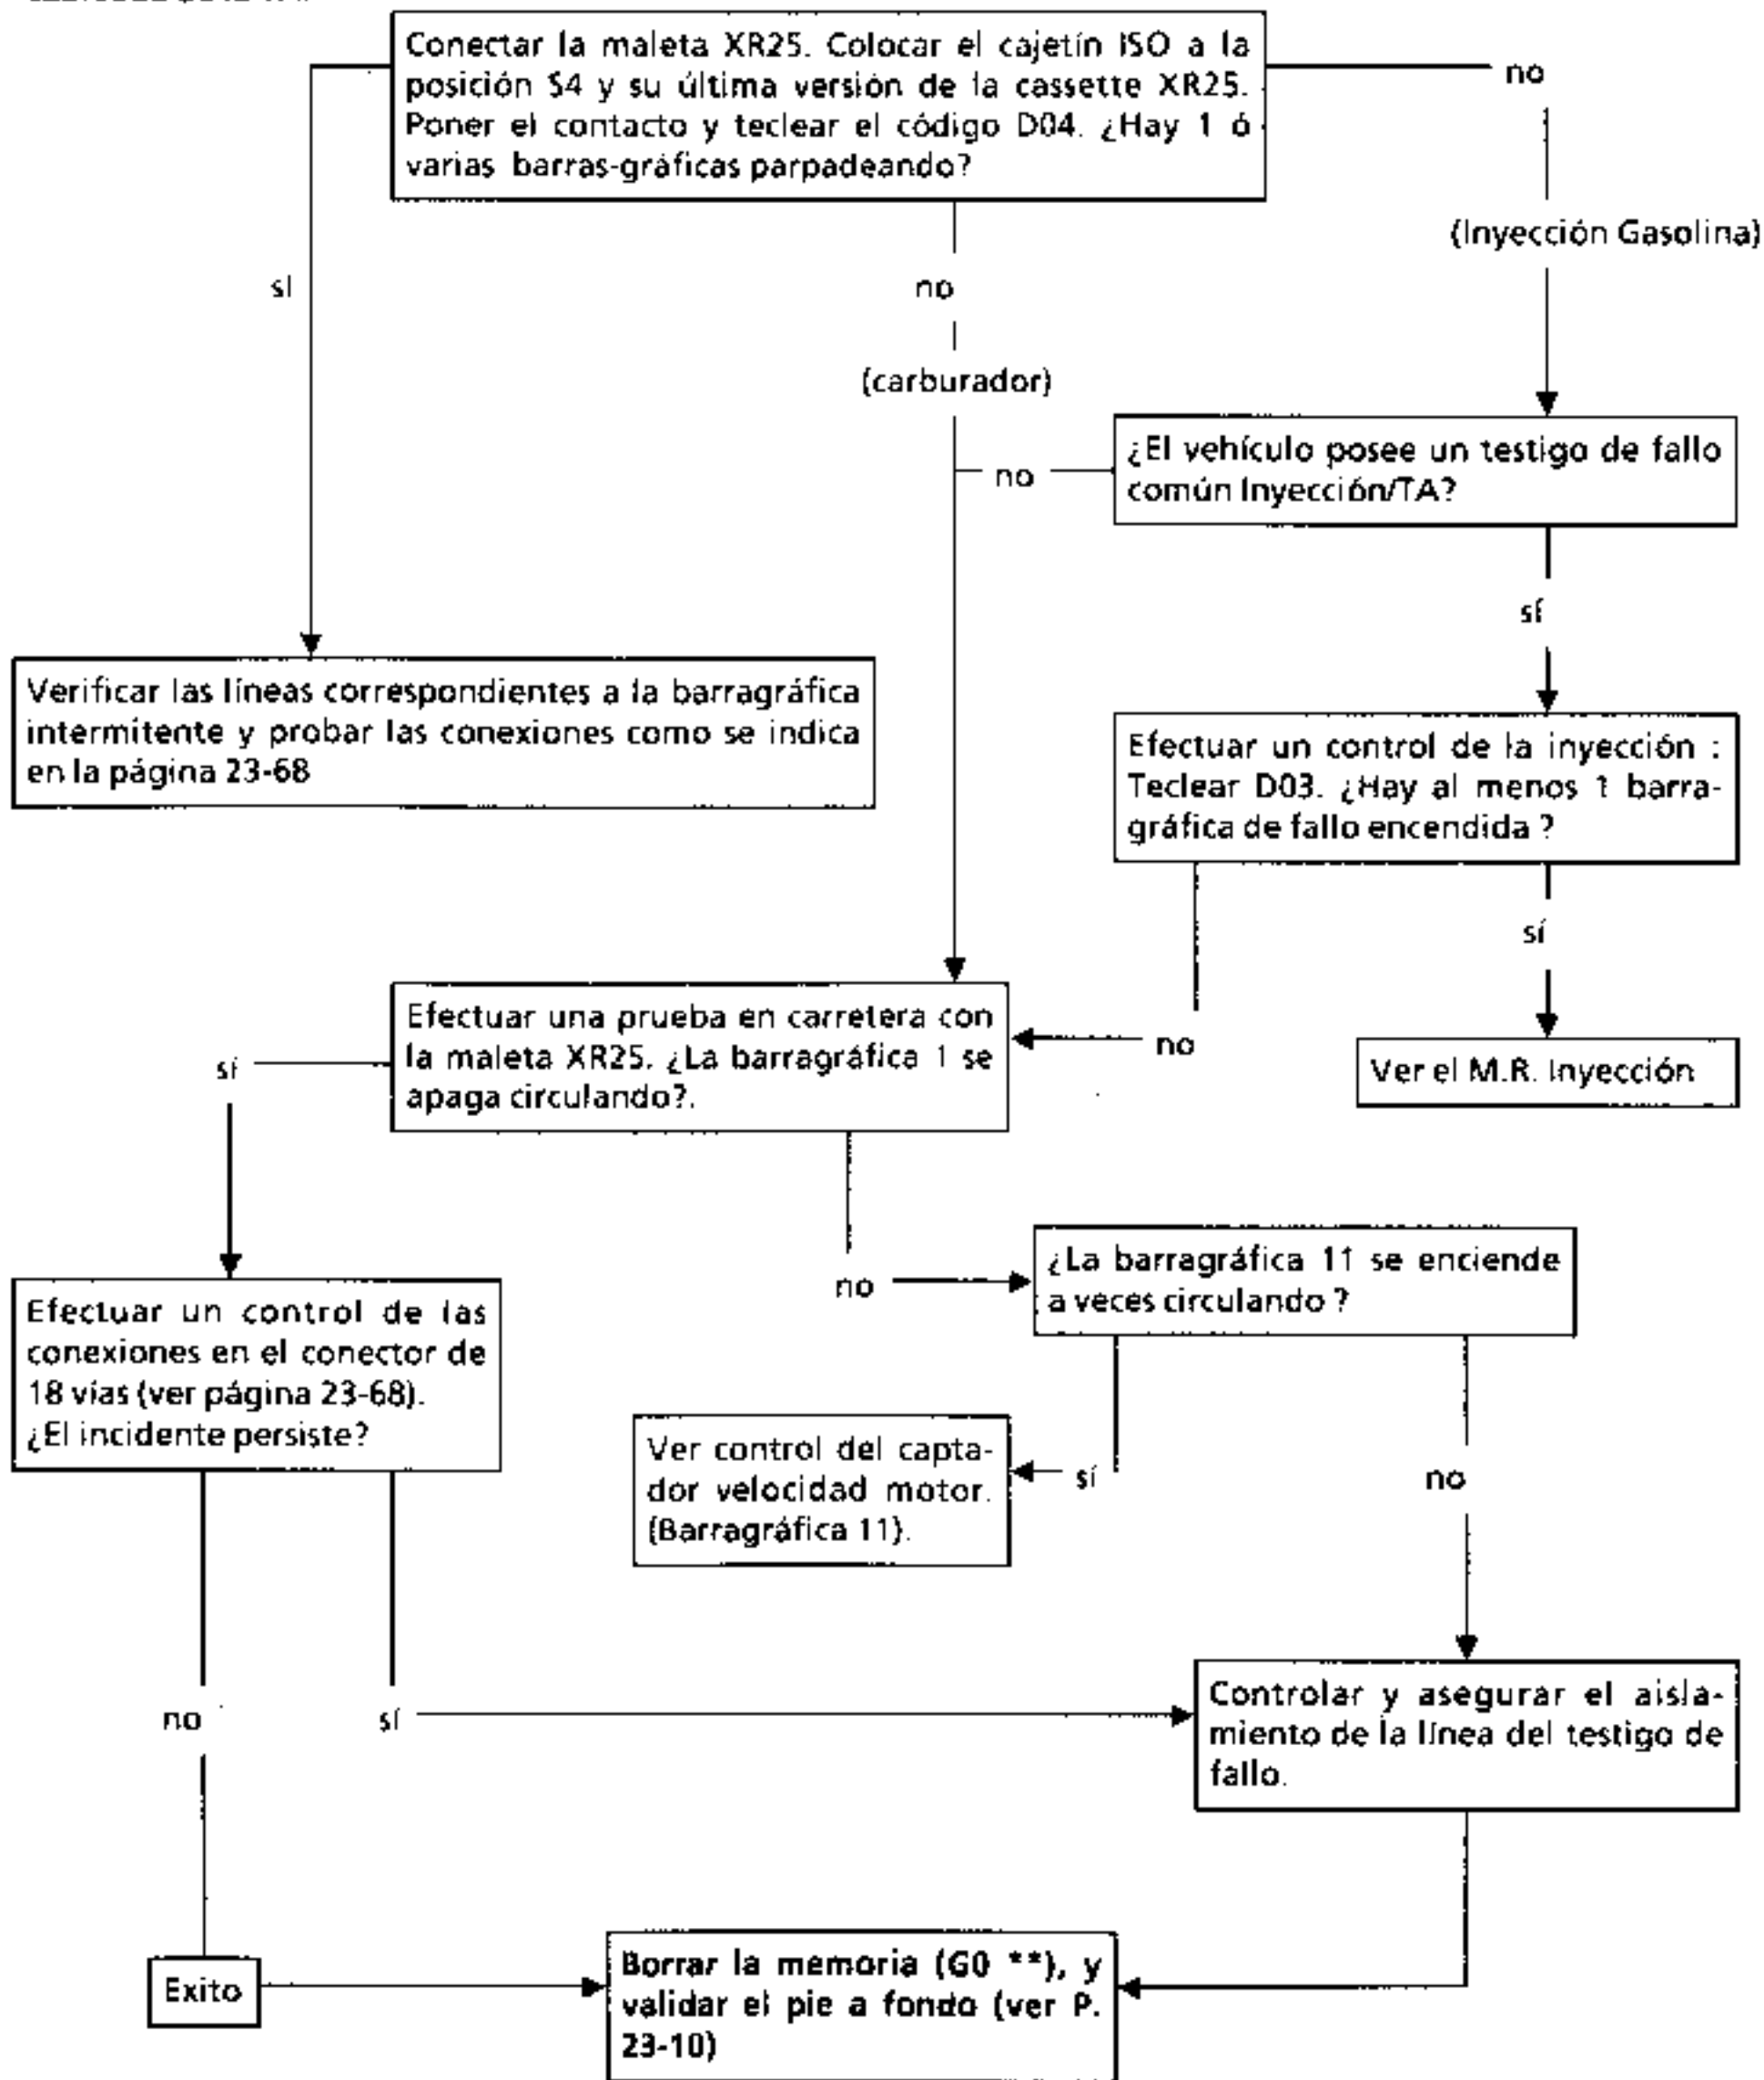 Conectar la maleta XR25. Colocar el cajetín ISO a la
posición S4 y su última versión de la cassette XR25.
Poner el contacto y teclear el código D04. ¿Hay 1 ó
varias barras-gráficas parpadeando?
no
(Inyección Gasolina)
sí
no
(carburador)
¿El vehículo posee un testigo de fallo
común Inyección/TA?
no
sí
Verificar las líneas correspondientes a la barragráfica
intermitente y probar las conexiones como se indica
en la página 23-68
Efectuar un control de la inyección :
Teclear D03. ¿Hay al menos 1 barra-
gráfica de fallo encendida ?
sí
Efectuar una prueba en carretera con
la maleta XR25. ¿La barragráfica 1 se
apaga circulando?.
no
sí
Ver el M.R. Inyección
¿La barragráfica 11 se enciende
a veces circulando ?
no
Efectuar un control de las
conexiones en el conector de
18 vías (ver página 23-68).
¿El incidente persiste?
Ver control del capta-
dor velocidad motor.
(Barragráfica 11).
sí
no
Controlar y asegurar el aisla-
miento de la línea del testigo de
fallo.
no
sí
Exito
Borrar la memoria (G0 **), y
validar el pie a fondo (ver P.
23-10)